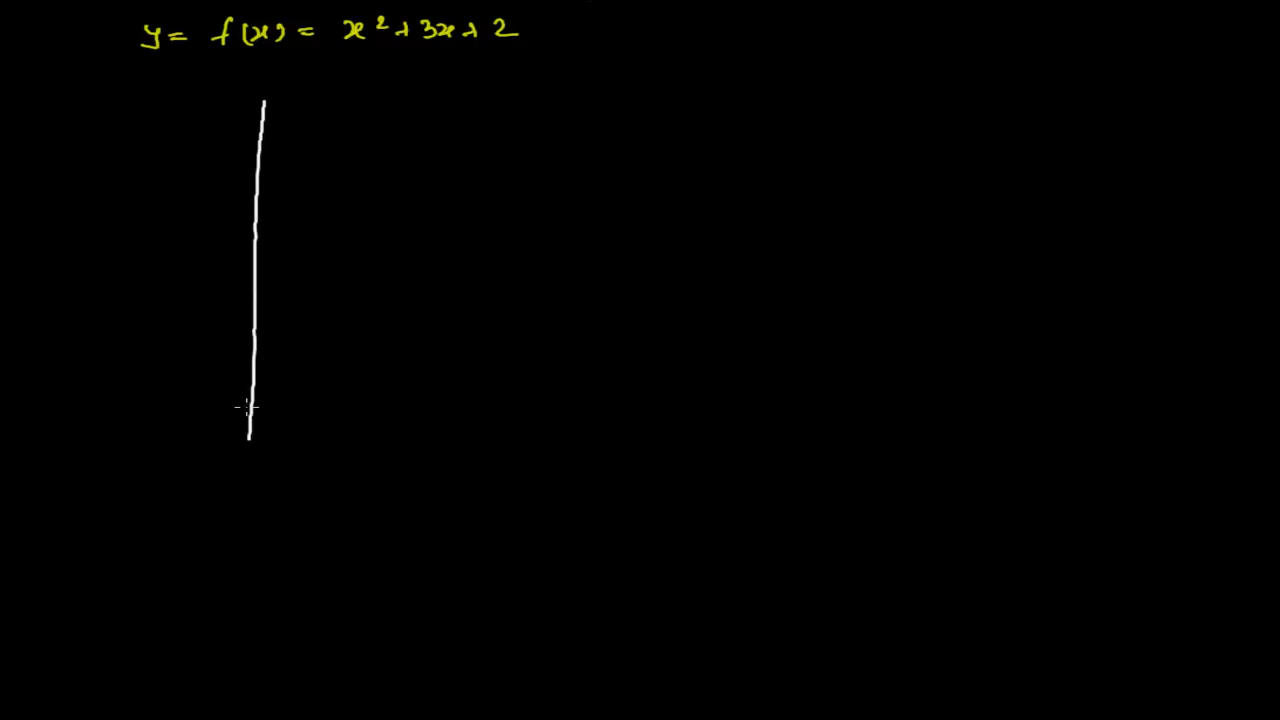 y = f(x) = x² + 3x + 2